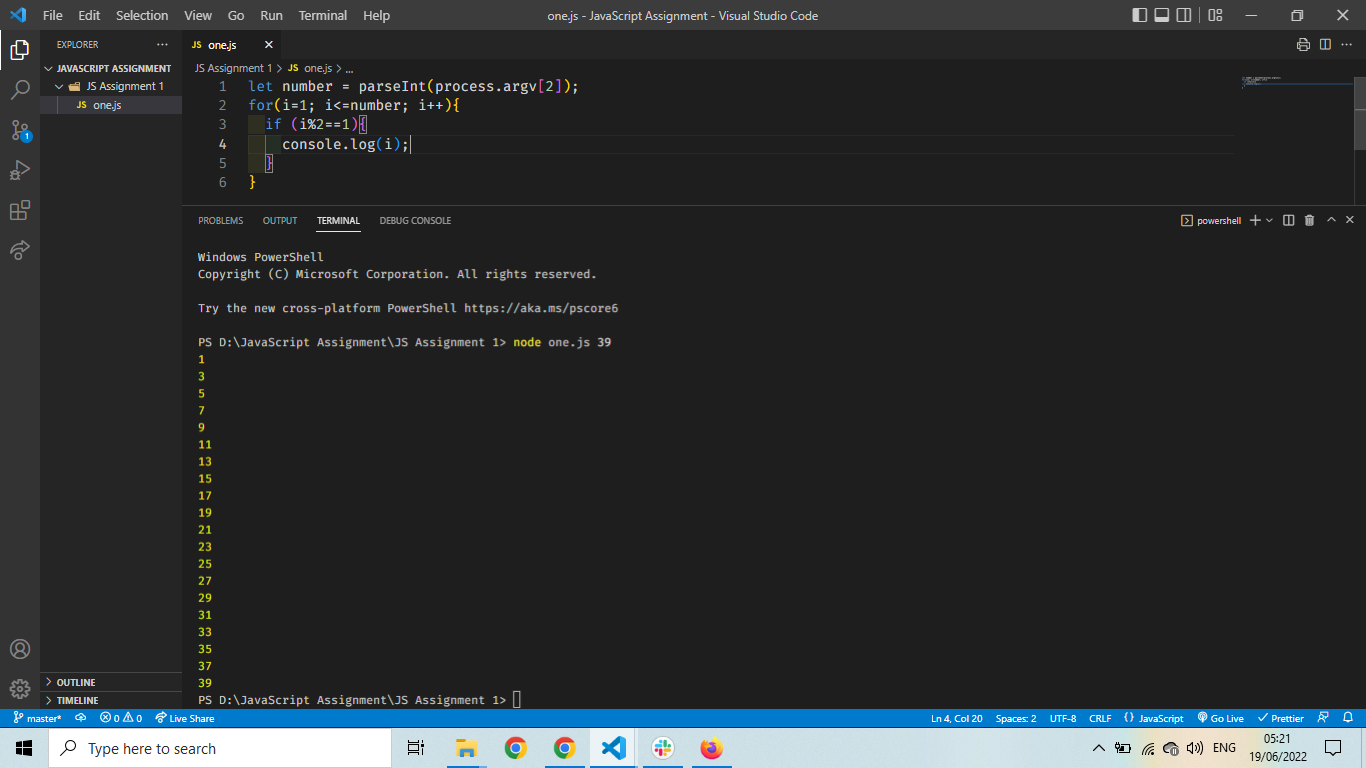 File Edit Selection View Go Run Terminal Help one.js - JavaScript Assignment - Visual Studio Code
EXPLORER
JAVASCRIPT ASSIGNMENT
JS Assignment 1
JS one.js
1
JS one.js
JS Assignment 1 > JS one.js > ...
1 let number = parseInt(process.argv[2]);
2 for(i=1; i<=number; i++){
3 if (i%2==1){
4 console.log(i);
5 }
6 }
PROBLEMS OUTPUT TERMINAL DEBUG CONSOLE powershell
Windows PowerShell
Copyright (C) Microsoft Corporation. All rights reserved.
Try the new cross-platform PowerShell https://aka.ms/pscore6
PS D:\JavaScript Assignment\JS Assignment 1> node one.js 39
1
3
5
7
9
11
13
15
17
19
21
23
25
27
29
31
33
35
37
39
PS D:\JavaScript Assignment\JS Assignment 1>
OUTLINE
TIMELINE
master* 0 0 Live Share Ln 4, Col 20 Spaces: 2 UTF-8 CRLF {} JavaScript Go Live Prettier
Type here to search ENG 05:21
19/06/2022